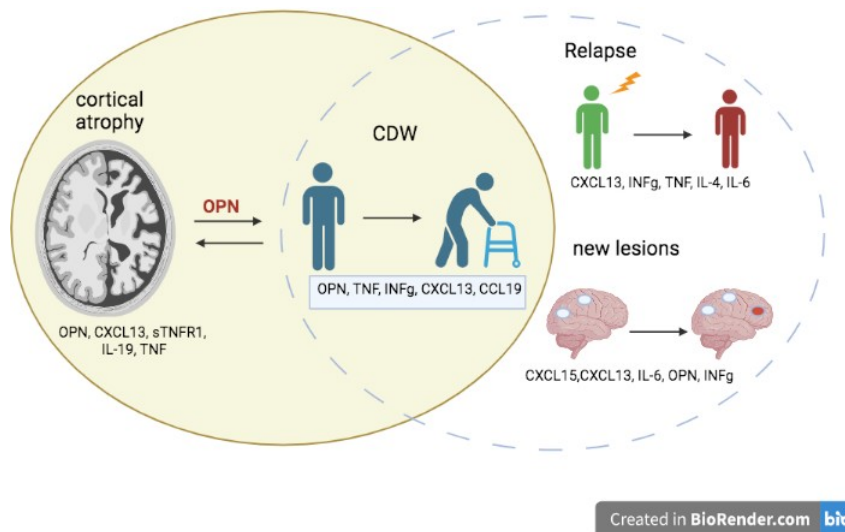 cortical
atrophy
OPN
OPN, CXCL13, sTNFR1,
IL-19, TNF
CDW
OPN, TNF, INFg, CXCL13, CCL19
Relapse
CXCL13, INFg, TNF, IL-4, IL-6
new lesions
CXCL15,CXCL13, IL-6, OPN, INFg
Created in BioRender.com